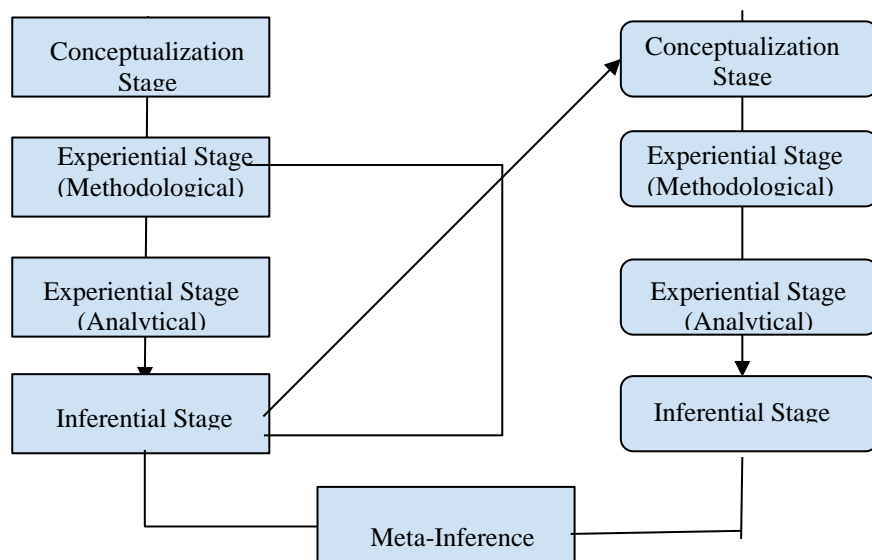 Conceptualization
Stage
Experiential Stage
(Methodological)
Experiential Stage
(Analytical)
Inferential Stage
Conceptualization
Stage
Experiential Stage
(Methodological)
Experiential Stage
(Analytical)
Inferential Stage
Meta-Inference